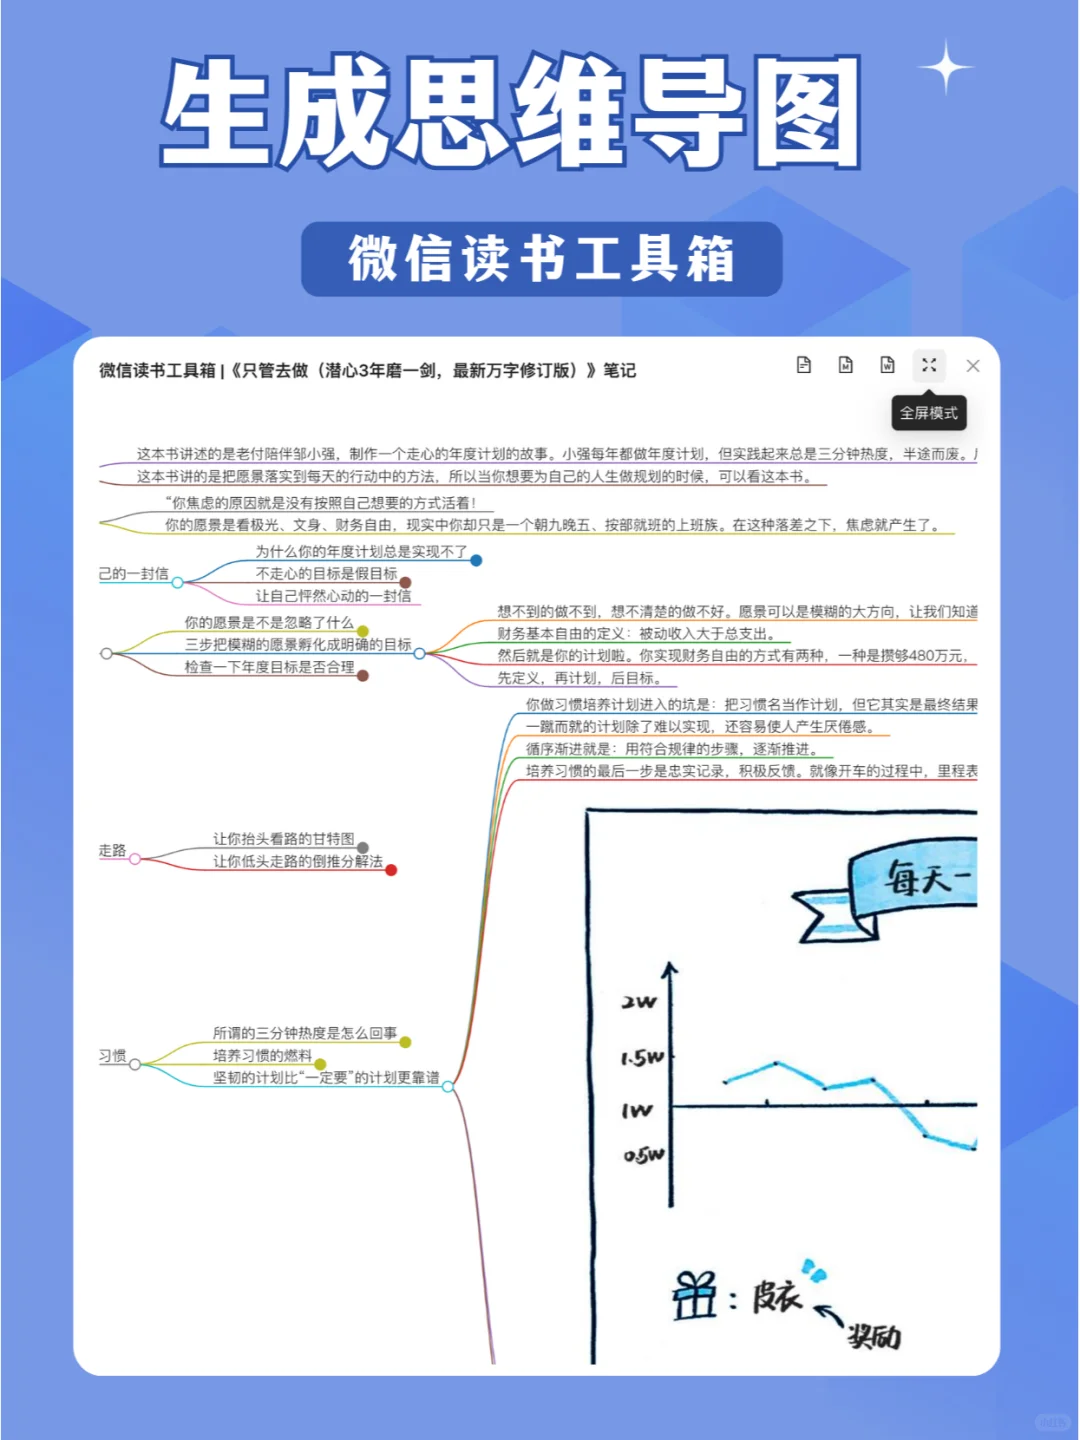 生成思维导图
微信读书工具箱
微信读书工具箱 |《只管去做（潜心3年磨一剑，最新万字修订版）》笔记
全屏模式
这本书讲述的是老付陪伴邹小强，制作一个走心的年度计划的故事。小强每年都做年度计划，但实践起来总是三分钟热度，半途而废。
这本书讲的是把愿景落实到每天的行动中的方法，所以当你想要为自己的人生做规划的时候，可以看这本书。
“你焦虑的原因就是没有按照自己想要的方式活着！
你的愿景是看极光、文身、财务自由，现实中你却只是一个朝九晚五、按部就班的上班族。在这种落差之下，焦虑就产生了。
己的一封信
为什么你的年度计划总是实现不了
不走心的目标是假目标
让自己怦然心动的一封信
你的愿景是不是忽略了什么
三步把模糊的愿景孵化成明确的目标
检查一下年度目标是否合理
想不到的做不到，想不清楚的做不好。愿景可以是模糊的大方向，让我们知道
财务基本自由的定义：被动收入大于总支出。
然后就是你的计划啦。你实现财务自由的方式有两种，一种是攒够480万元，
先定义，再计划，后目标。
你做习惯培养计划进入的坑是：把习惯名当作计划，但它其实是最终结果
一蹴而就的计划除了难以实现，还容易使人产生厌倦感。
循序渐进就是：用符合规律的步骤，逐渐推进。
培养习惯的最后一步是忠实记录，积极反馈。就像开车的过程中，里程表
走路
让你抬头看路的甘特图
让你低头走路的倒推分解法
习惯
所谓的三分钟热度是怎么回事
培养习惯的燃料
坚韧的计划比“一定要”的计划更靠谱
每天一
2W
1.5W
1W
0.5W
：皮衣
奖励
小红书